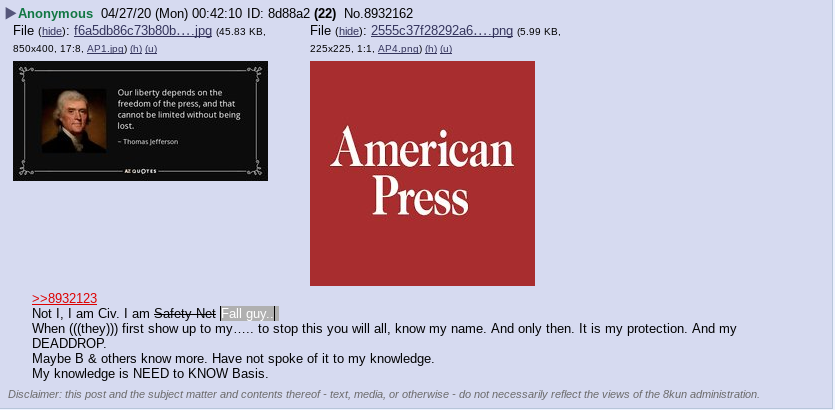 ▶Anonymous 04/27/20 (Mon) 00:42:10 ID: 8d88a2 (22) No.8932162
File (hide): f6a5db86c73b80b….jpg (45.83 KB,
850x400, 17:8, AP1.jpg) (h) (u)
File (hide): 2555c37f28292a6….png (5.99 KB,
225x225, 1:1, AP4.png) (h) (u)
Our liberty depends on the
freedom of the press, and that
cannot be limited without being
lost.
~ Thomas Jefferson
AZ QUOTES
American
Press
>>8932123
Not I, I am Civ. I am Safety Net [Fall guy..]
When (((they))) first show up to my….. to stop this you will all, know my name. And only then. It is my protection. And my
DEADDROP.
Maybe B & others know more. Have not spoke of it to my knowledge.
My knowledge is NEED to KNOW Basis.
Disclaimer: this post and the subject matter and contents thereof - text, media, or otherwise - do not necessarily reflect the views of the 8kun administration.